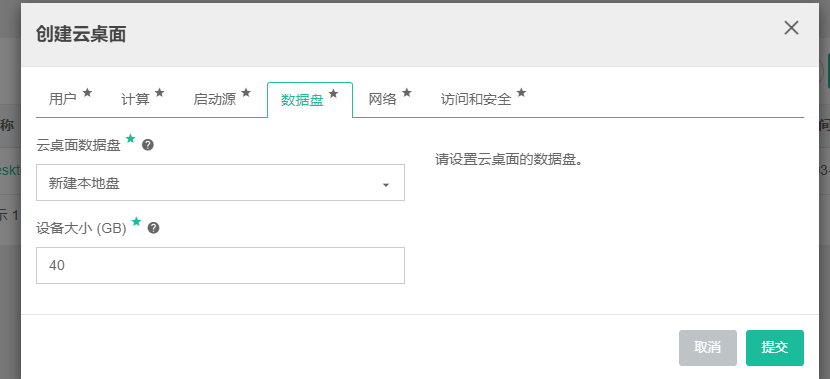 创建云桌面
用户 计算 启动源 数据盘 网络 访问和安全
称
间
云桌面数据盘
请设置云桌面的数据盘。
新建本地盘
设备大小 (GB)
40
示 1
取消 提交